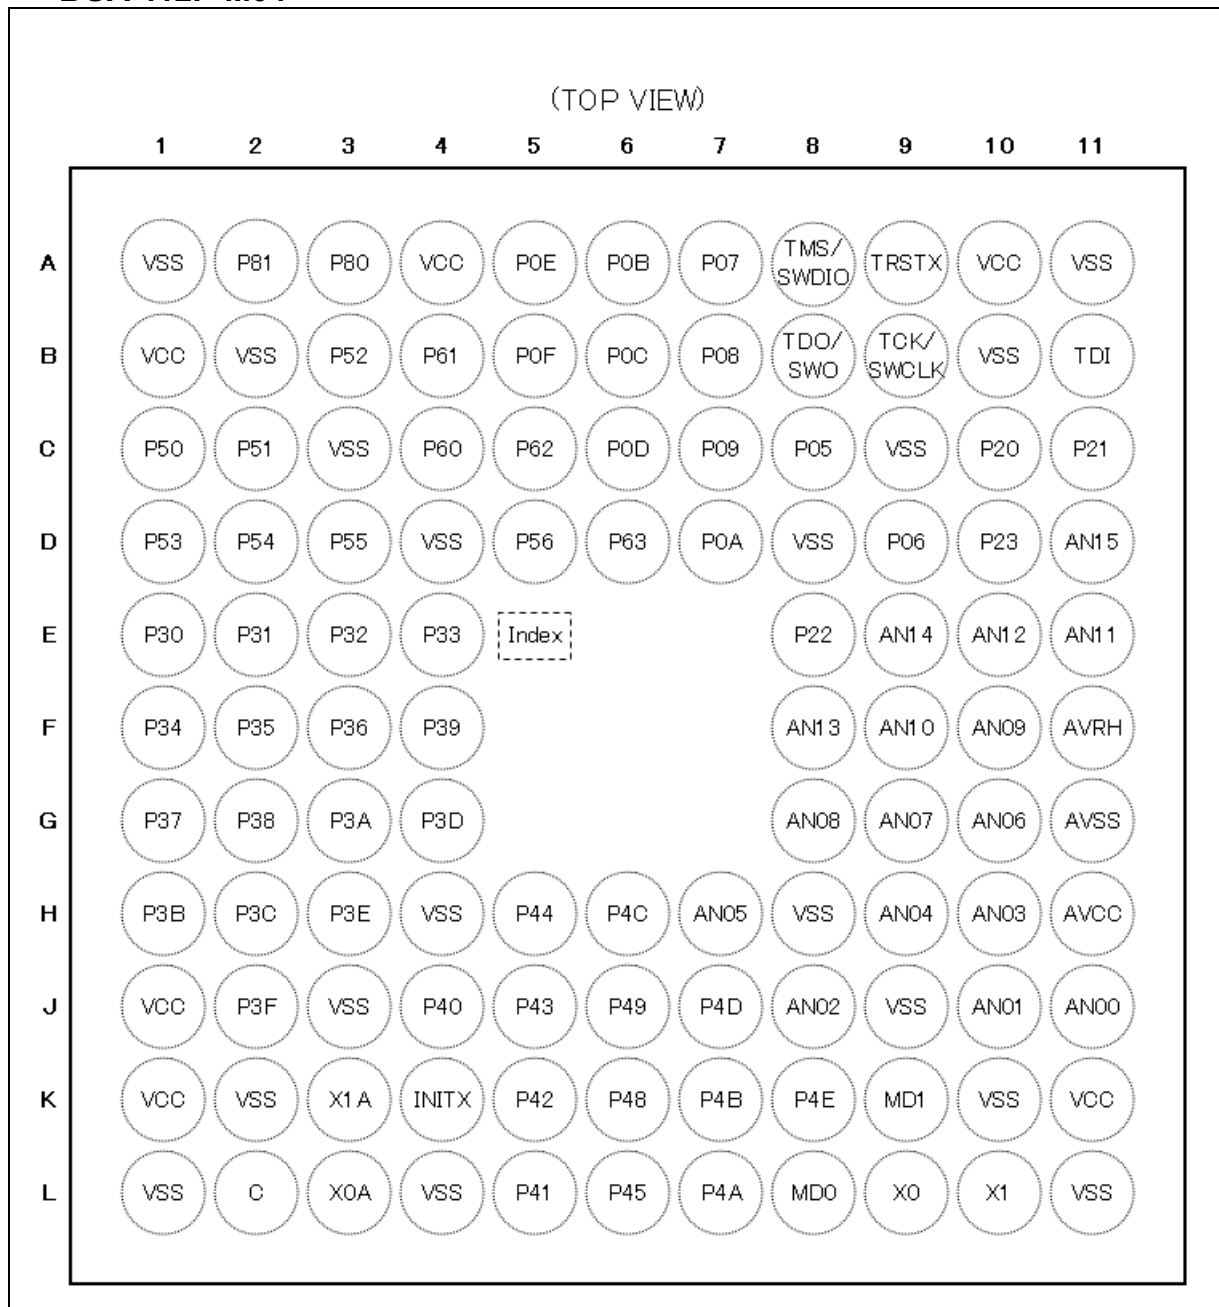 (TOP VIEW)
1 2 3 4 5 6 7 8 9 10 11
A VSS P81 P80 VCC P0E P0B P07 TMS/SWDIO TRSTX VCC VSS
B VCC VSS P52 P61 P0F P0C P08 TDO/SWO TCK/SWCLK VSS TDI
C P50 P51 VSS P60 P62 P0D P09 P05 VSS P20 P21
D P53 P54 P55 VSS P56 P63 P0A VSS P06 P23 AN15
E P30 P31 P32 P33 Index P22 AN14 AN12 AN11
F P34 P35 P36 P39 AN13 AN10 AN09 AVRH
G P37 P38 P3A P3D AN08 AN07 AN06 AVSS
H P3B P3C P3E VSS P44 P4C AN05 VSS AN04 AN03 AVCC
J VCC P3F VSS P40 P43 P49 P4D AN02 VSS AN01 AN00
K VCC VSS X1A INITX P42 P48 P4B P4E MD1 VSS VCC
L VSS C X0A VSS P41 P45 P4A MD0 X0 X1 VSS